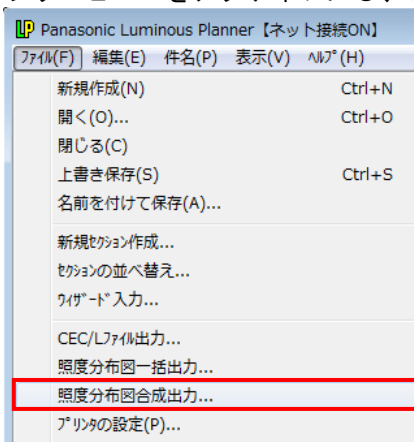 Panasonic Luminous Planner【ネット接続ON】
ﾌｧｲﾙ(F) 編集(E) 件名(P) 表示(V) ﾍﾙﾌﾟ(H)
新規作成(N) Ctrl+N
開く(O)... Ctrl+O
閉じる(C)
上書き保存(S) Ctrl+S
名前を付けて保存(A)...
新規ｾｸｼｮﾝ作成...
ｾｸｼｮﾝの並べ替え...
ｳｨｻﾞｰﾄﾞ入力...
CEC/Lﾌｧｲﾙ出力...
照度分布図一括出力...
照度分布図合成出力...
ﾌﾟﾘﾝﾀの設定(P)...